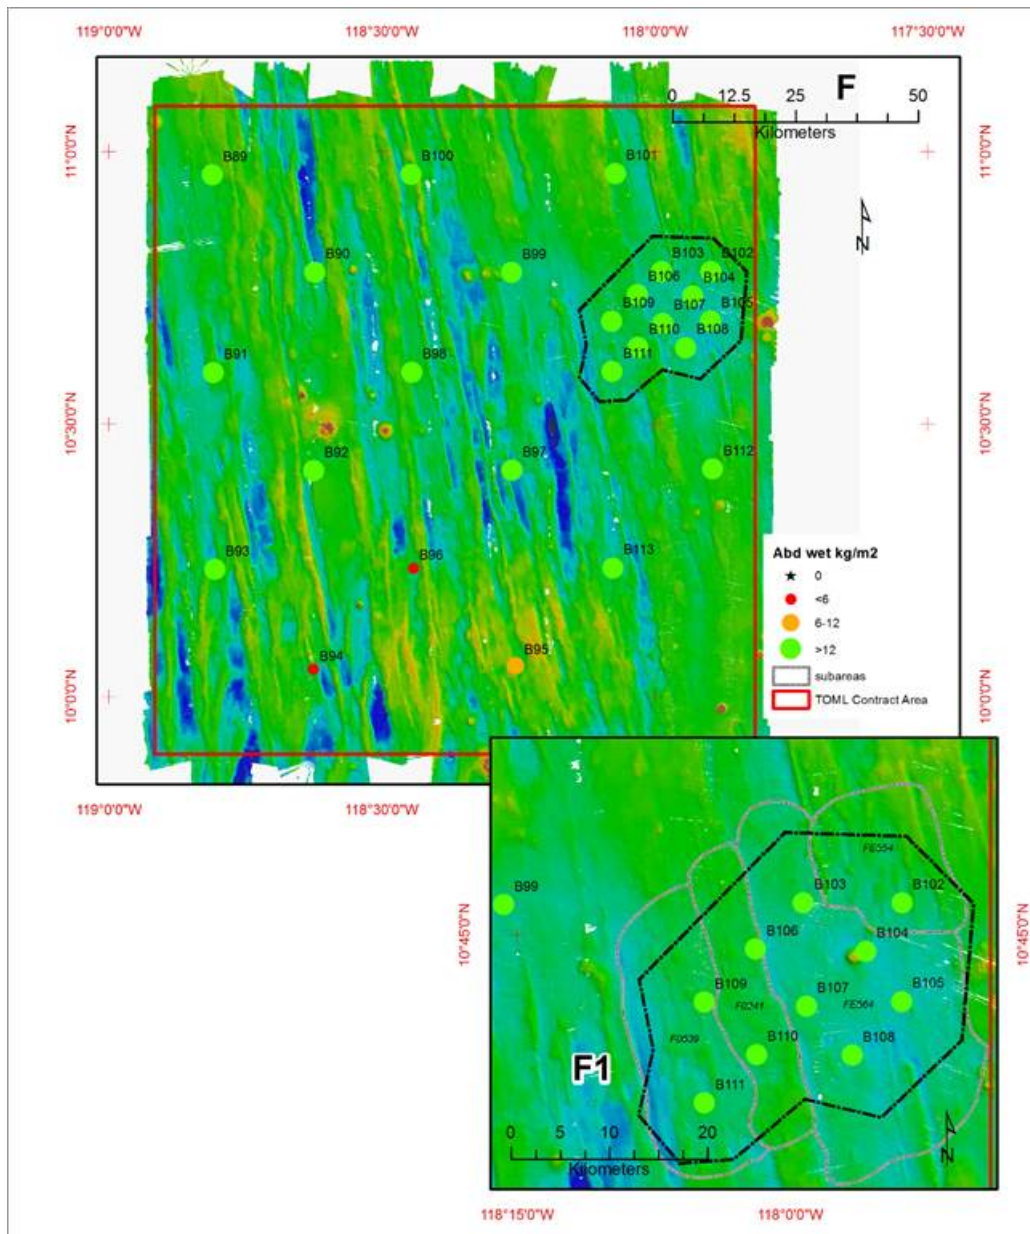 119°0'0"W 118°30'0"W 118°0'0"W 117°30'0"W
F
0 12.5 25 50
Kilometers
11°0'0"N 11°0'0"N
B89 B100 B101
N
B90 B99 B103 B102
B106 B104
B109 B107 B105
B110 B108
B91 B98 B111
10°30'0"N 10°30'0"N
B92 B97 B112
B93 B96 B113
Abd wet kg/m2
0
<6
6-12
>12
subareas
TOML Contract Area
B94 B95
10°0'0"N 10°0'0"N
119°0'0"W 118°30'0"W
FE554
B99 B103 B102
10°45'0"N 10°45'0"N
B106 B104
B109 B107 B105
F0241 FE564
F0539 B110 B108
F1
B111
0 5 10 20
Kilometers
N
118°15'0"W 118°0'0"W